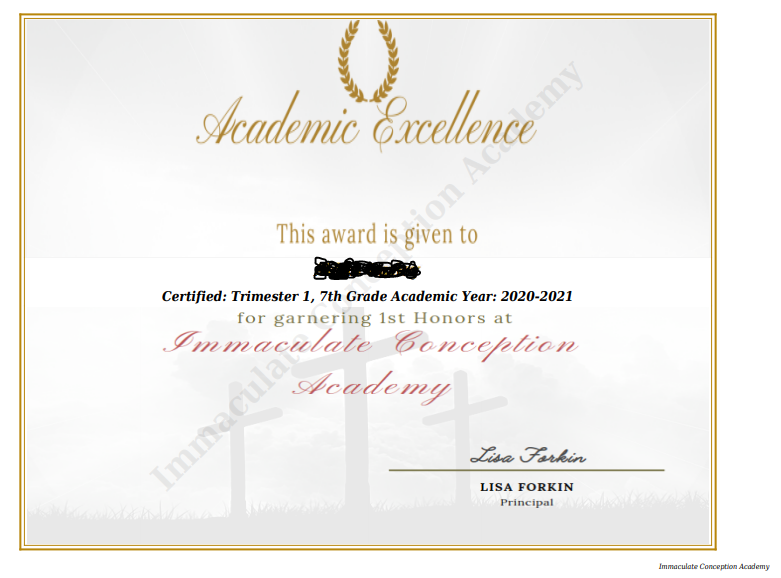 Academic Excellence
This award is given to
Certified: Trimester 1, 7th Grade Academic Year: 2020-2021
for garnering 1st Honors at
Immaculate Conception
Academy
Immaculate Conception Academy
Lisa Forkin
LISA FORKIN
Principal
Immaculate Conception Academy